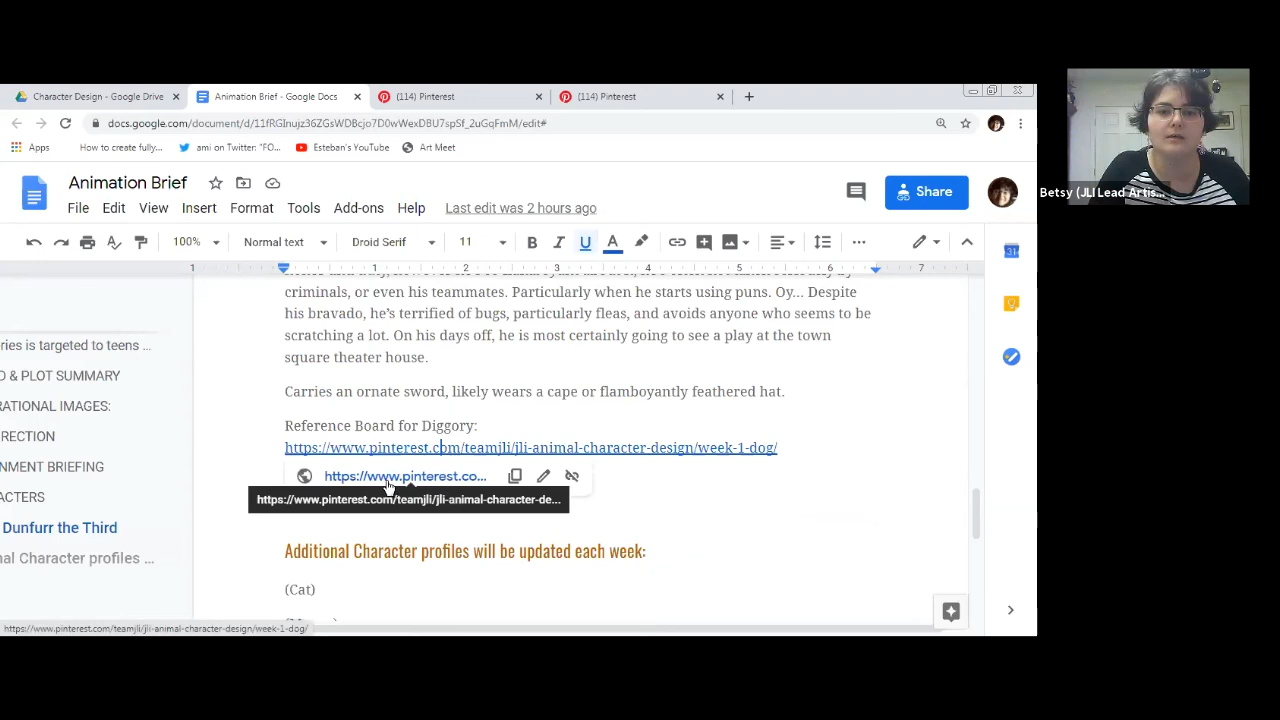 Character Design - Google Drive
Animation Brief - Google Docs
(114) Pinterest
(114) Pinterest
docs.google.com/document/d/11fRGInujz36ZGsWDBcjo7D0wWexDBU7spSf_2uGqFmM/edit#
Apps
How to create fully...
ami on Twitter: "FO...
Esteban's YouTube
Art Meet
Betsy (JLI Lead Artis...
Animation Brief
Share
File Edit View Insert Format Tools Add-ons Help Last edit was 2 hours ago
100% Normal text Droid Serif 11 B I U A
1 1 2 3 4 5 6 7
criminals, or even his teammates. Particularly when he starts using puns. Oy... Despite
his bravado, he's terrified of bugs, particularly fleas, and avoids anyone who seems to be
scratching a lot. On his days off, he is most certainly going to see a play at the town
square theater house.
Carries an ornate sword, likely wears a cape or flamboyantly feathered hat.
Reference Board for Diggory:
https://www.pinterest.com/teamjli/jli-animal-character-design/week-1-dog/
https://www.pinterest.co...
https://www.pinterest.com/teamjli/jli-animal-character-de...
Additional Character profiles will be updated each week:
(Cat)
ries is targeted to teens ...
D & PLOT SUMMARY
RATIONAL IMAGES:
RECTION
NMENT BRIEFING
ACTERS
Dunfurr the Third
nal Character profiles ...
https://www.pinterest.com/teamjli/jli-animal-character-design/week-1-dog/